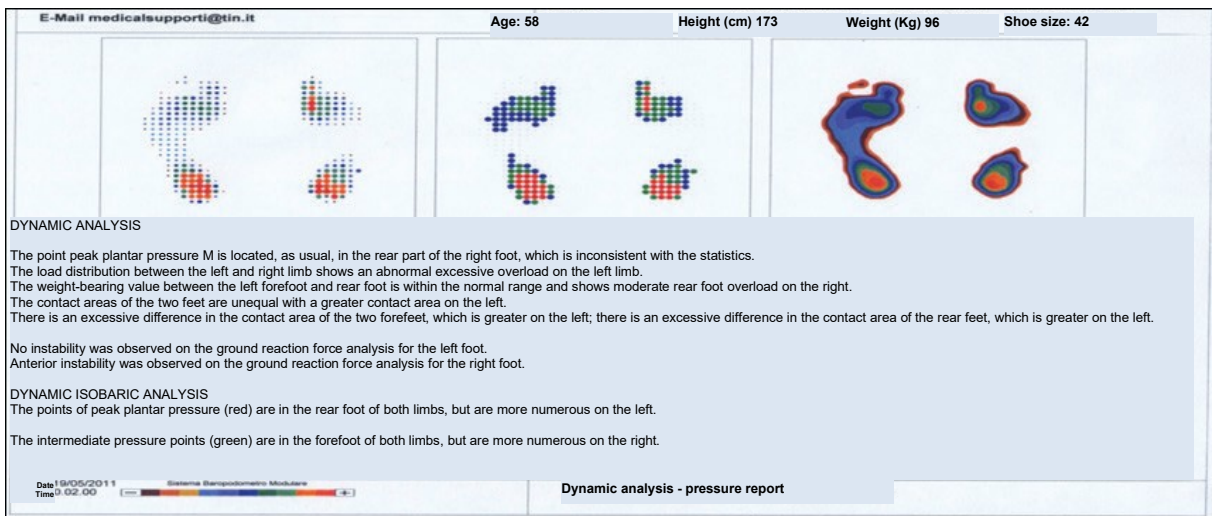 E-Mail medicalsupporti@tin.it
Age: 58
Height (cm) 173
Weight (Kg) 96
Shoe size: 42
DYNAMIC ANALYSIS
The point peak plantar pressure M is located, as usual, in the rear part of the right foot, which is inconsistent with the statistics.
The load distribution between the left and right limb shows an abnormal excessive overload on the left limb.
The weight-bearing value between the left forefoot and rear foot is within the normal range and shows moderate rear foot overload on the right.
The contact areas of the two feet are unequal with a greater contact area on the left.
There is an excessive difference in the contact area of the two forefeet, which is greater on the left; there is an excessive difference in the contact area of the rear feet, which is greater on the left.
No instability was observed on the ground reaction force analysis for the left foot.
Anterior instability was observed on the ground reaction force analysis for the right foot.
DYNAMIC ISOBARIC ANALYSIS
The points of peak plantar pressure (red) are in the rear foot of both limbs, but are more numerous on the left.
The intermediate pressure points (green) are in the forefoot of both limbs, but are more numerous on the right.
Date 19/05/2011
Time 0.02.00
Sistema Baropodometro Modulare
Dynamic analysis - pressure report